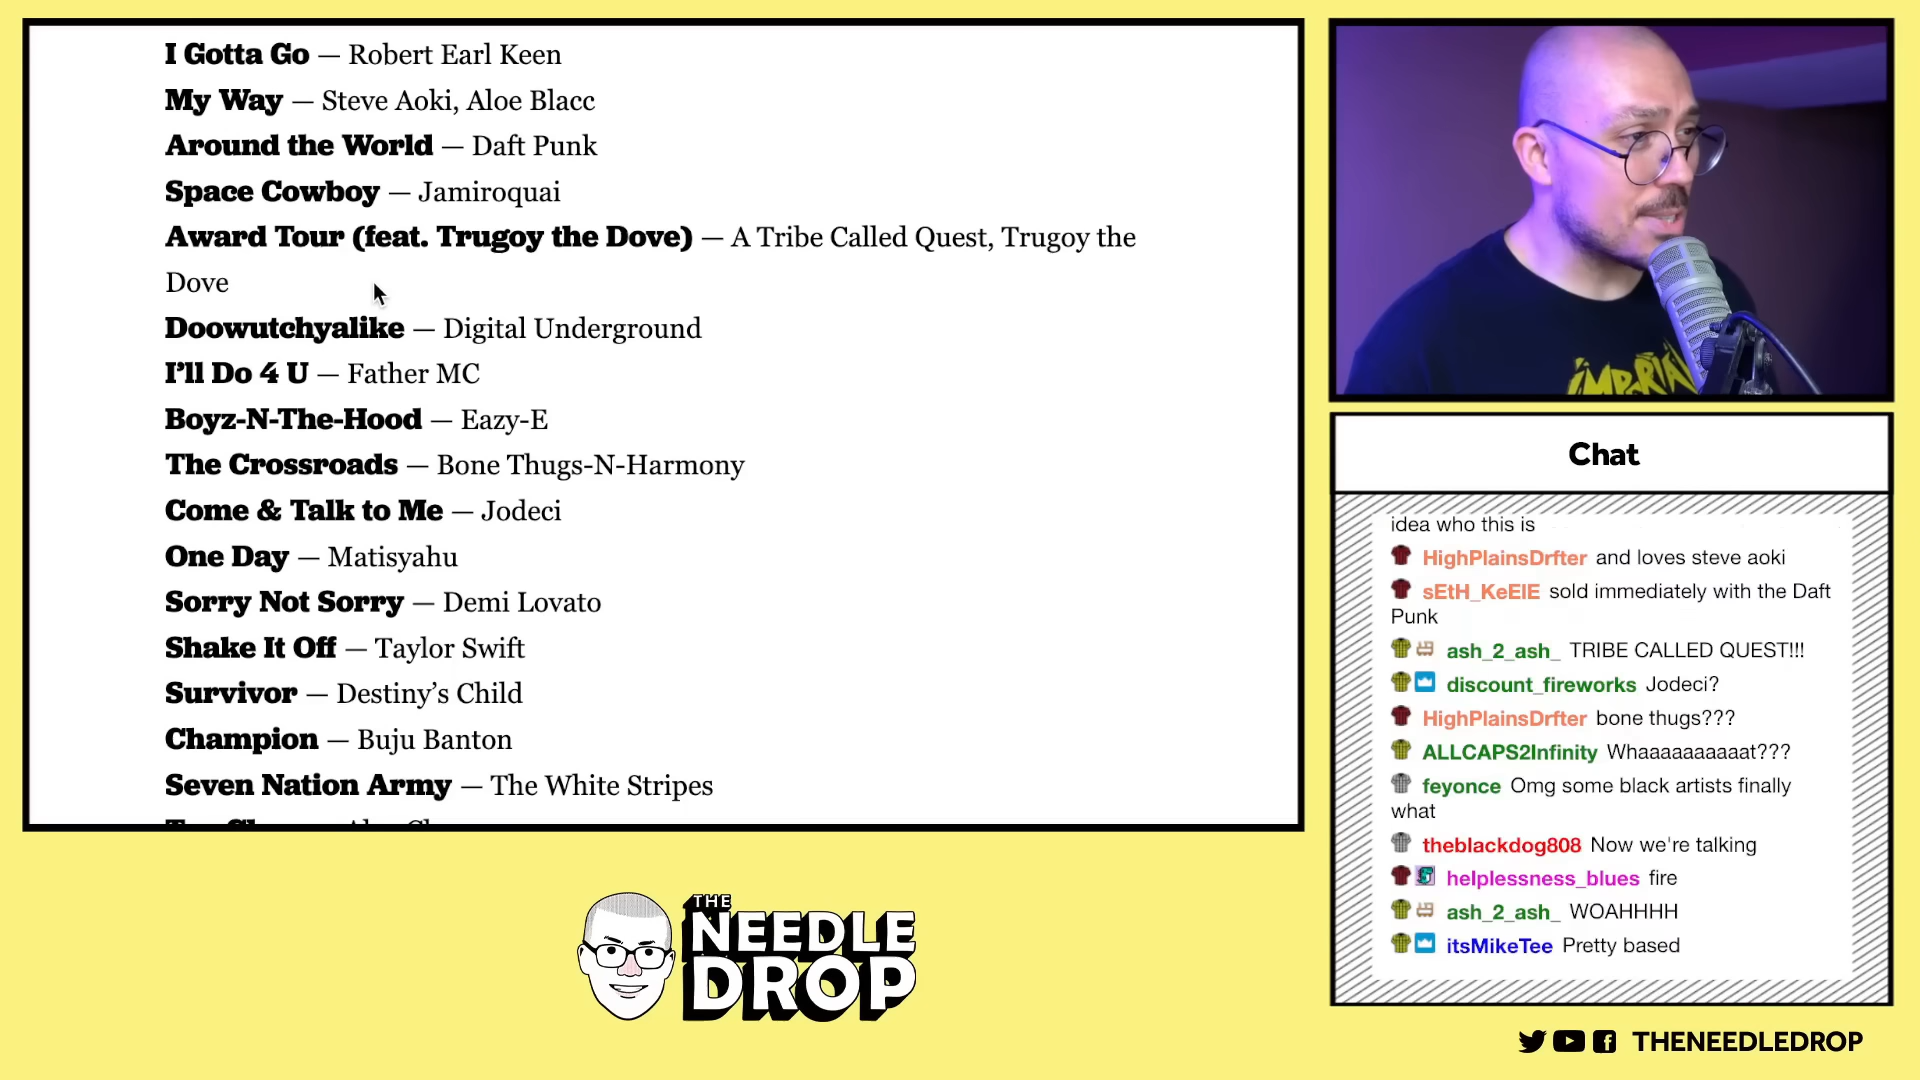 I Gotta Go — Robert Earl Keen
My Way — Steve Aoki, Aloe Blacc
Around the World — Daft Punk
Space Cowboy — Jamiroquai
Award Tour (feat. Trugoy the Dove) — A Tribe Called Quest, Trugoy the
Dove
Doowutchyalike — Digital Underground
I'll Do 4 U — Father MC
Boyz-N-The-Hood — Eazy-E
The Crossroads — Bone Thugs-N-Harmony
Come & Talk to Me — Jodeci
One Day — Matisyahu
Sorry Not Sorry — Demi Lovato
Shake It Off — Taylor Swift
Survivor — Destiny's Child
Champion — Buju Banton
Seven Nation Army — The White Stripes
Chat
idea who this is
HighPlainsDrfter and loves steve aoki
sEtH_KeElE sold immediately with the Daft
Punk
ash_2_ash_ TRIBE CALLED QUEST!!!
discount_fireworks Jodeci?
HighPlainsDrfter bone thugs???
ALLCAPS2Infinity Whaaaaaaaaaat???
feyonce Omg some black artists finally
what
theblackdog808 Now we're talking
helplessness_blues fire
ash_2_ash_ WOAHHHH
itsMikeTee Pretty based
THE
NEEDLE
DROP
THENEEDLEDROP